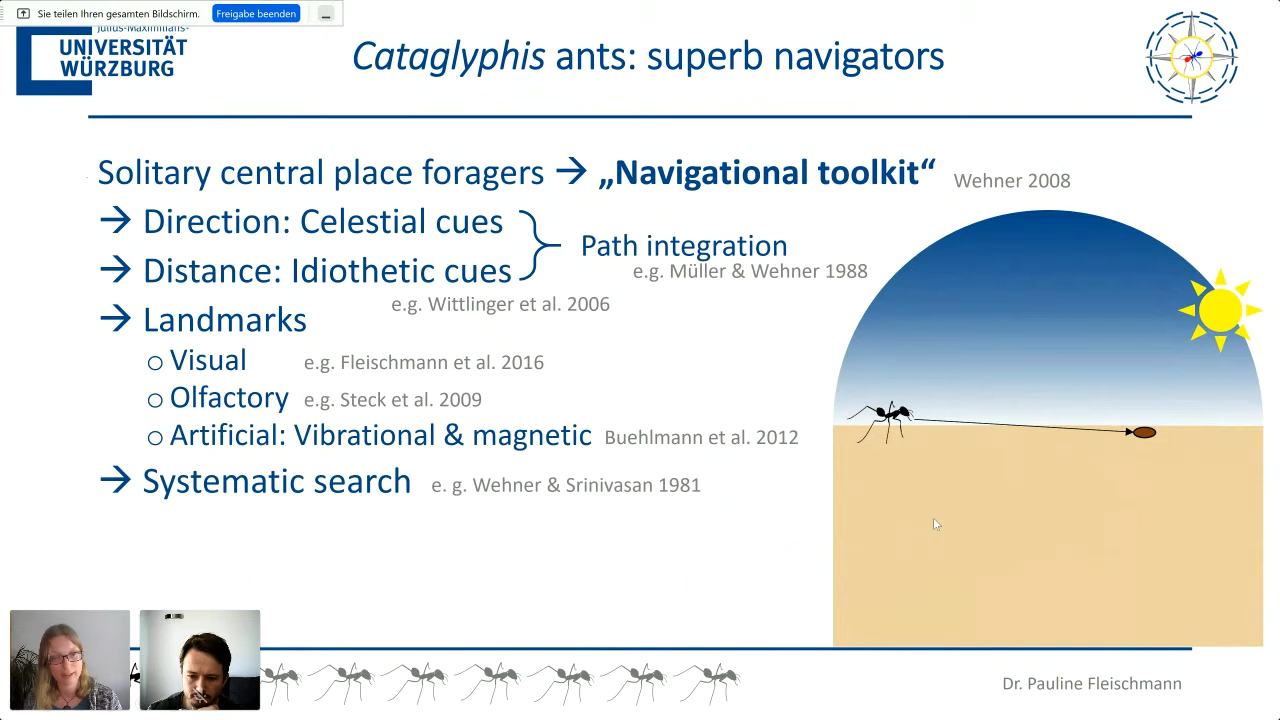 Sie teilen Ihren gesamten Bildschirm. Freigabe beenden
Julius-Maximilians-
UNIVERSITÄT
WÜRZBURG
Cataglyphis ants: superb navigators
Solitary central place foragers → „Navigational toolkit“ Wehner 2008
→ Direction: Celestial cues
Path integration
→ Distance: Idiothetic cues e.g. Müller & Wehner 1988
e.g. Wittlinger et al. 2006
→ Landmarks
○ Visual e.g. Fleischmann et al. 2016
○ Olfactory e.g. Steck et al. 2009
○ Artificial: Vibrational & magnetic Buehlmann et al. 2012
→ Systematic search e. g. Wehner & Srinivasan 1981
Dr. Pauline Fleischmann